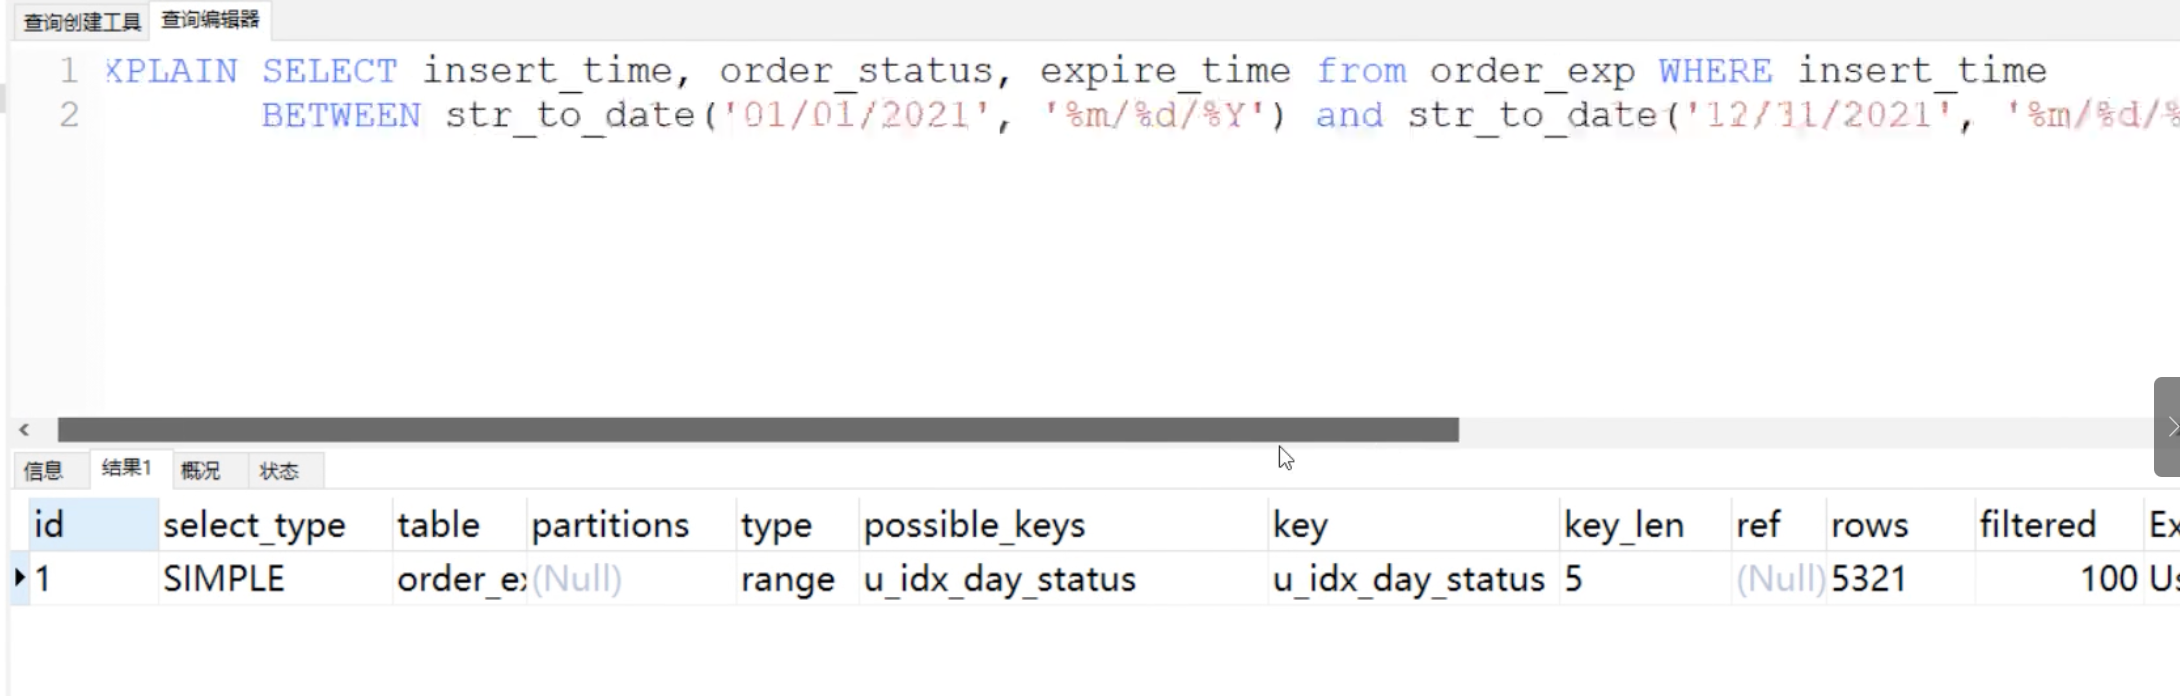 查询创建工具 查询编辑器
1 XPLAIN SELECT insert_time, order_status, expire_time from order_exp WHERE insert_time
2 BETWEEN str_to_date('01/01/2021', '%m/%d/%Y') and str_to_date('12/31/2021', '%m/%d/%
信息 结果1 概况 状态
id select_type table partitions type possible_keys key key_len ref rows filtered Ex
1 SIMPLE order_ex (Null) range u_idx_day_status u_idx_day_status 5 (Null) 5321 100 Us